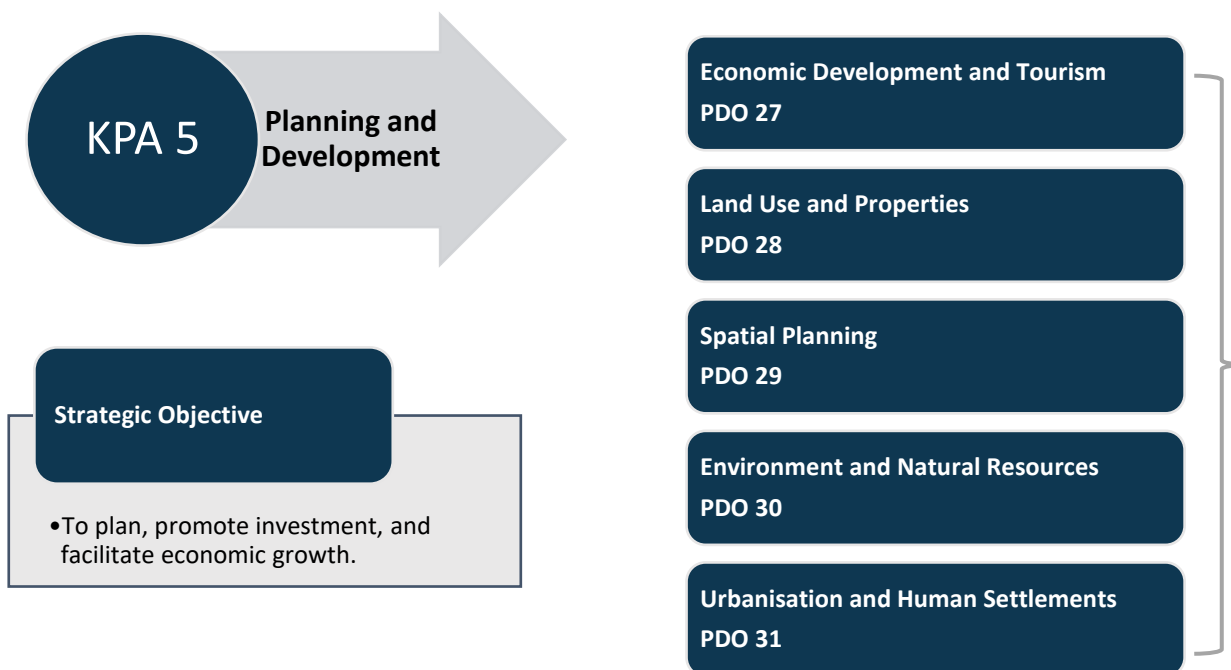 KPA 5
Planning and
Development
Strategic Objective
•To plan, promote investment, and
facilitate economic growth.
Economic Development and Tourism
PDO 27
Land Use and Properties
PDO 28
Spatial Planning
PDO 29
Environment and Natural Resources
PDO 30
Urbanisation and Human Settlements
PDO 31